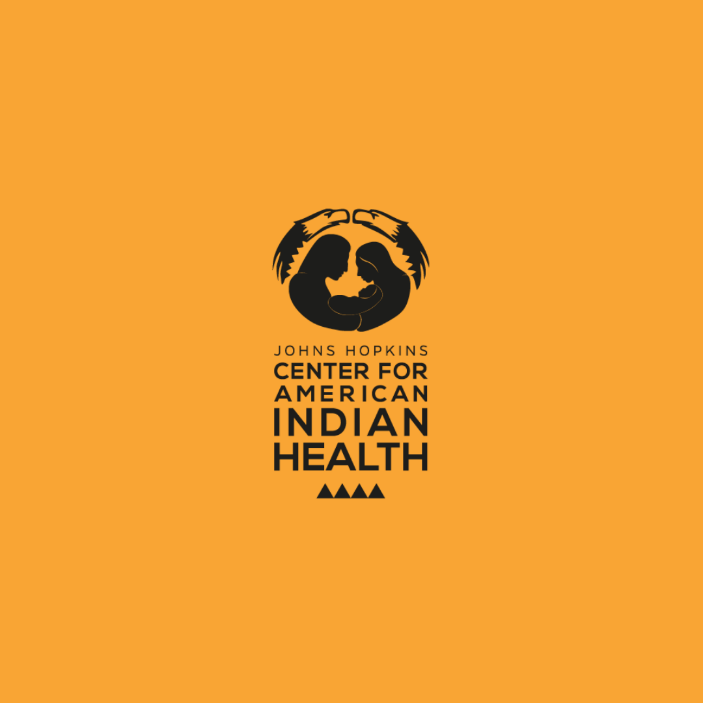 JOHNS HOPKINS
CENTER FOR
AMERICAN
INDIAN
HEALTH